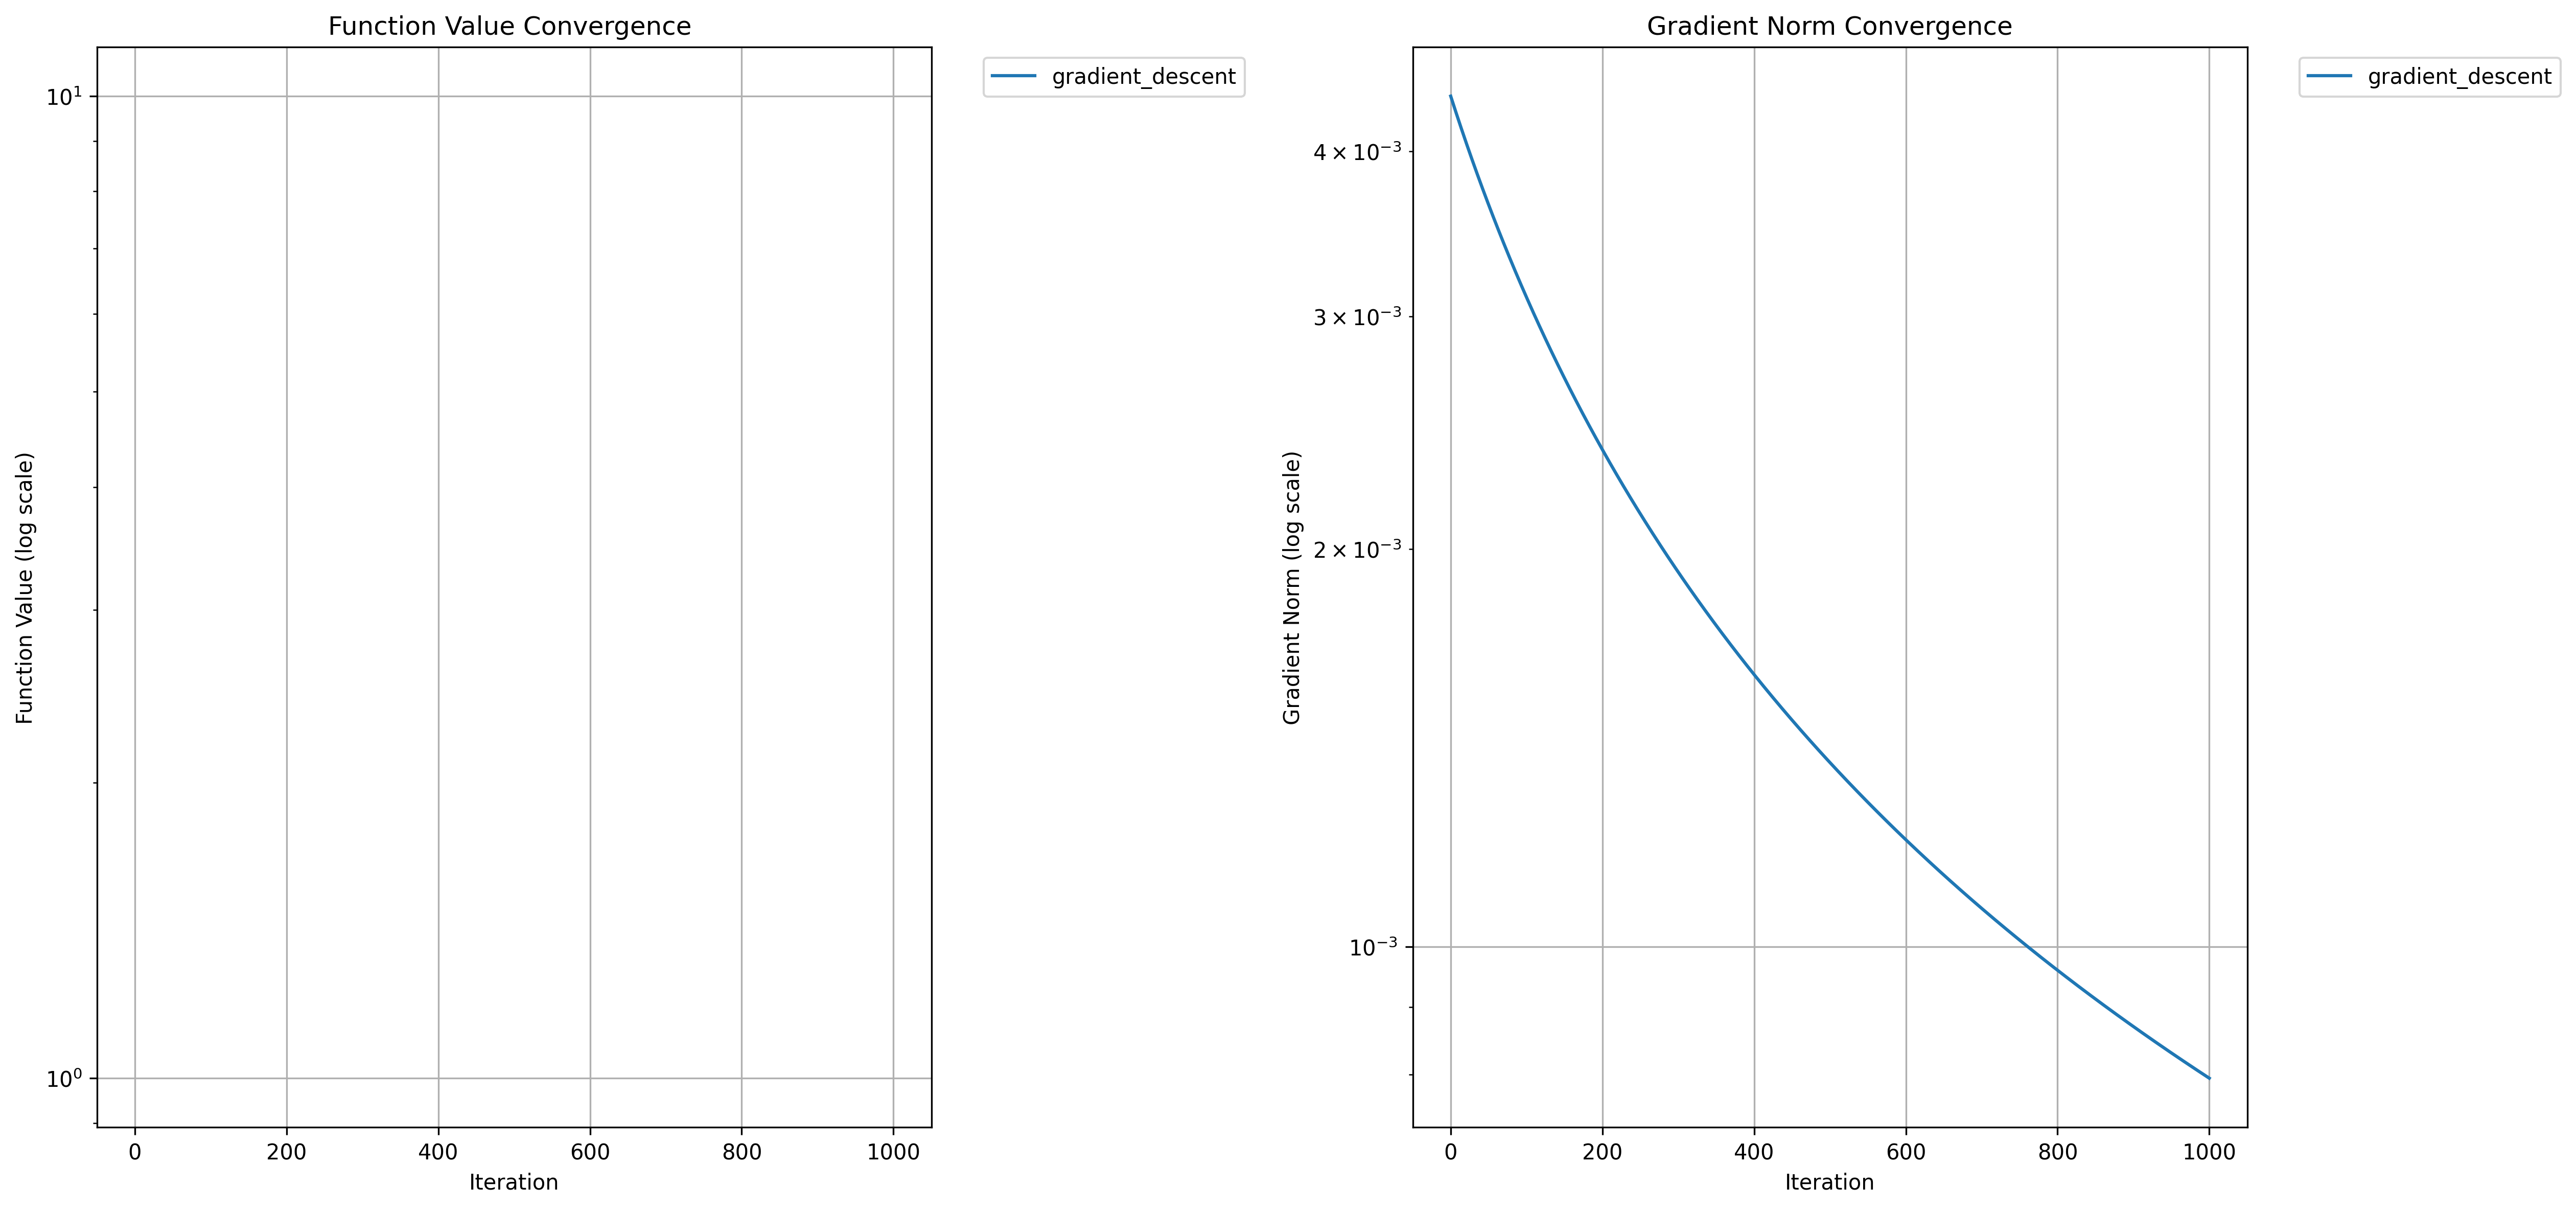 Function Value Convergence
gradient_descent
10¹
10⁰
Function Value (log scale)
0 200 400 600 800 1000
Iteration
Gradient Norm Convergence
gradient_descent
4 × 10⁻³
3 × 10⁻³
2 × 10⁻³
10⁻³
Gradient Norm (log scale)
0 200 400 600 800 1000
Iteration